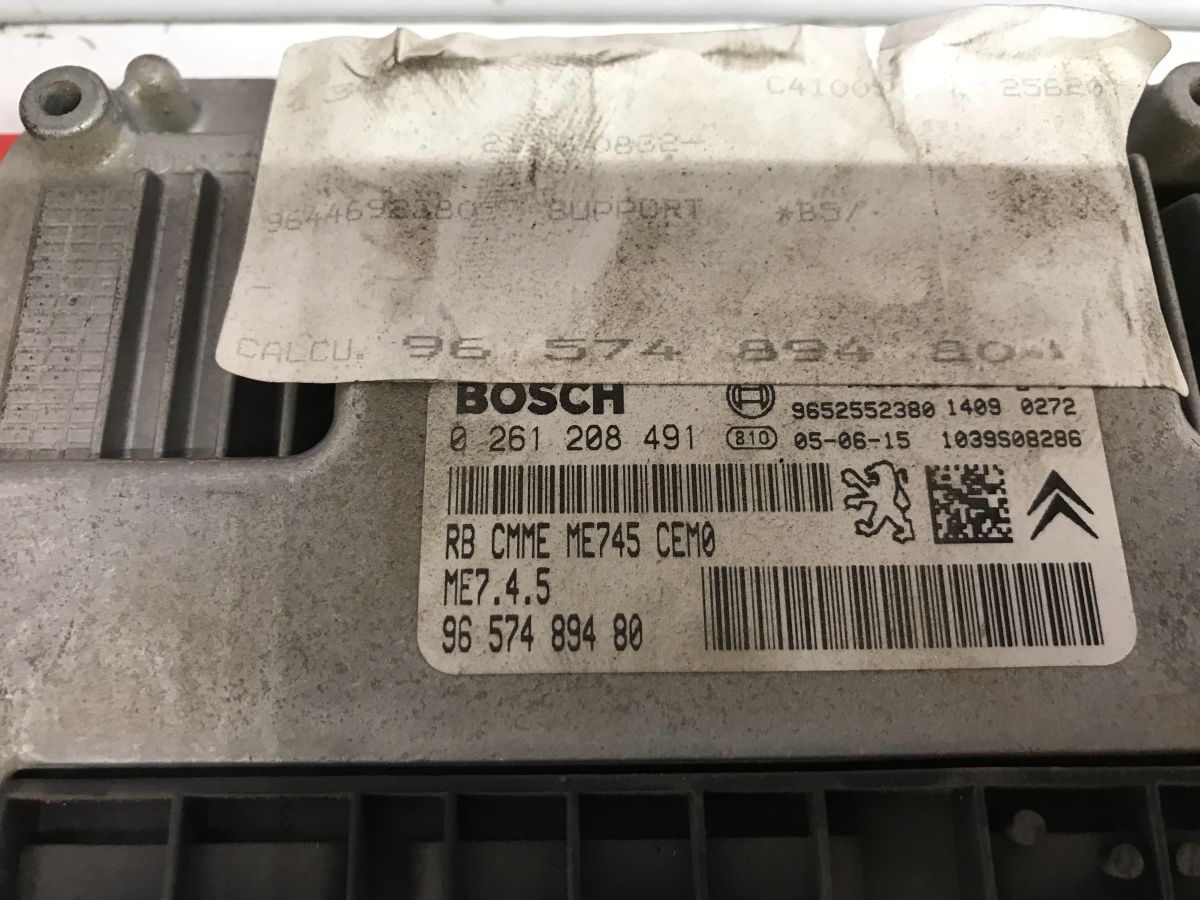 C4100
SUPPORT *B5/
CALCU. 96 574 894 80
BOSCH
9652552380 1409 0272
0 261 208 491 810 05-06-15 1039S08286
RB CMME ME745 CEM0
ME7.4.5
96 574 894 80